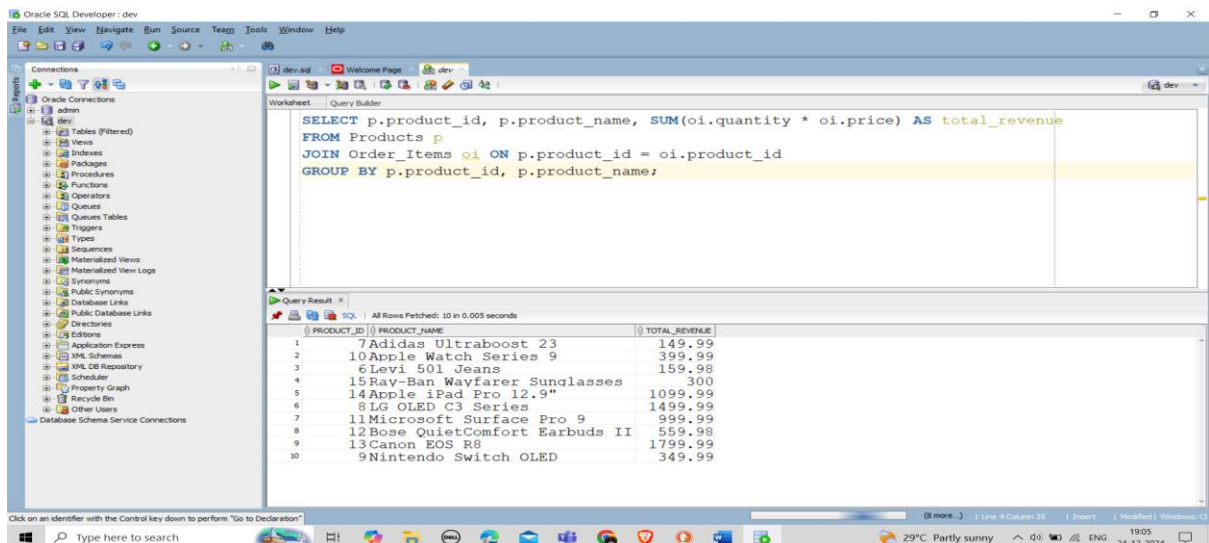 Oracle SQL Developer : dev
File Edit View Navigate Run Source Team Tools Window Help
Connections
dev.sql Welcome Page dev
Reports
dev
Worksheet Query Builder
Oracle Connections
admin
dev
Tables (Filtered)
Views
Indexes
Packages
Procedures
Functions
Operators
Queues
Queues Tables
Triggers
Types
Sequences
Materialized Views
Materialized View Logs
Synonyms
Public Synonyms
Database Links
Public Database Links
Directories
Editions
Application Express
XML Schemas
XML DB Repository
Scheduler
Property Graph
Recycle Bin
Other Users
Database Schema Service Connections
SELECT p.product_id, p.product_name, SUM(oi.quantity * oi.price) AS total_revenue
FROM Products p
JOIN Order_Items oi ON p.product_id = oi.product_id
GROUP BY p.product_id, p.product_name;
Query Result
SQL | All Rows Fetched: 10 in 0.005 seconds
PRODUCT_ID PRODUCT_NAME TOTAL_REVENUE
1 7 Adidas Ultraboost 23 149.99
2 10 Apple Watch Series 9 399.99
3 6 Levi 501 Jeans 159.98
4 15 Ray-Ban Wayfarer Sunglasses 300
5 14 Apple iPad Pro 12.9" 1099.99
6 8 LG OLED C3 Series 1499.99
7 11 Microsoft Surface Pro 9 999.99
8 12 Bose QuietComfort Earbuds II 559.98
9 13 Canon EOS R8 1799.99
10 9 Nintendo Switch OLED 349.99
Click on an identifier with the Control key down to perform "Go to Declaration"
more...) | Line 4 Column 35 | Insert | Modified | Windows:
Type here to search
DELL
29°C Partly sunny ENG 19:05
24-12-2024